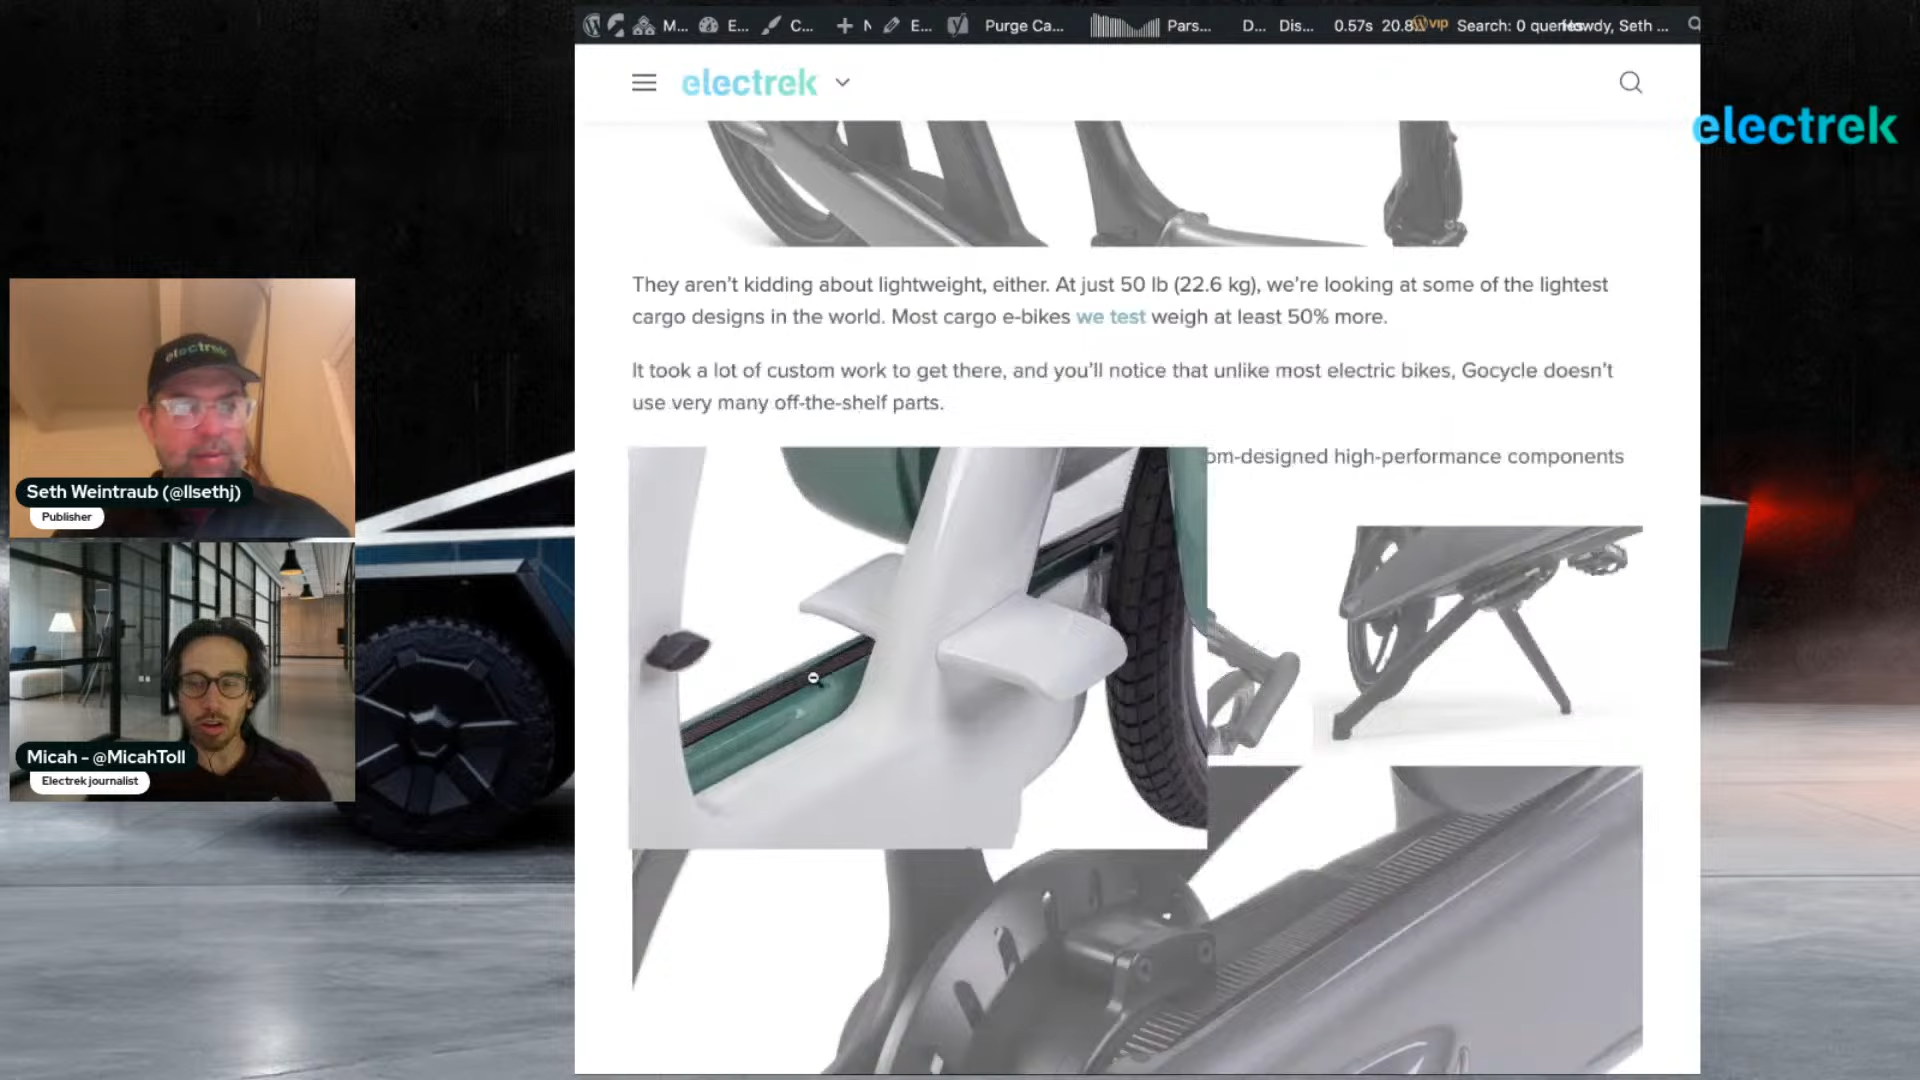 M... E... C... N E... Purge Ca... Pars... D... Dis... 0.57s 20.8 vip Search: 0 queries Howdy, Seth ...
electrek
electrek
They aren’t kidding about lightweight, either. At just 50 lb (22.6 kg), we’re looking at some of the lightest
cargo designs in the world. Most cargo e-bikes we test weigh at least 50% more.
It took a lot of custom work to get there, and you’ll notice that unlike most electric bikes, Gocycle doesn’t
use very many off-the-shelf parts.
om-designed high-performance components
electrek
Seth Weintraub (@llsethj)
Publisher
Micah - @MicahToll
Electrek journalist